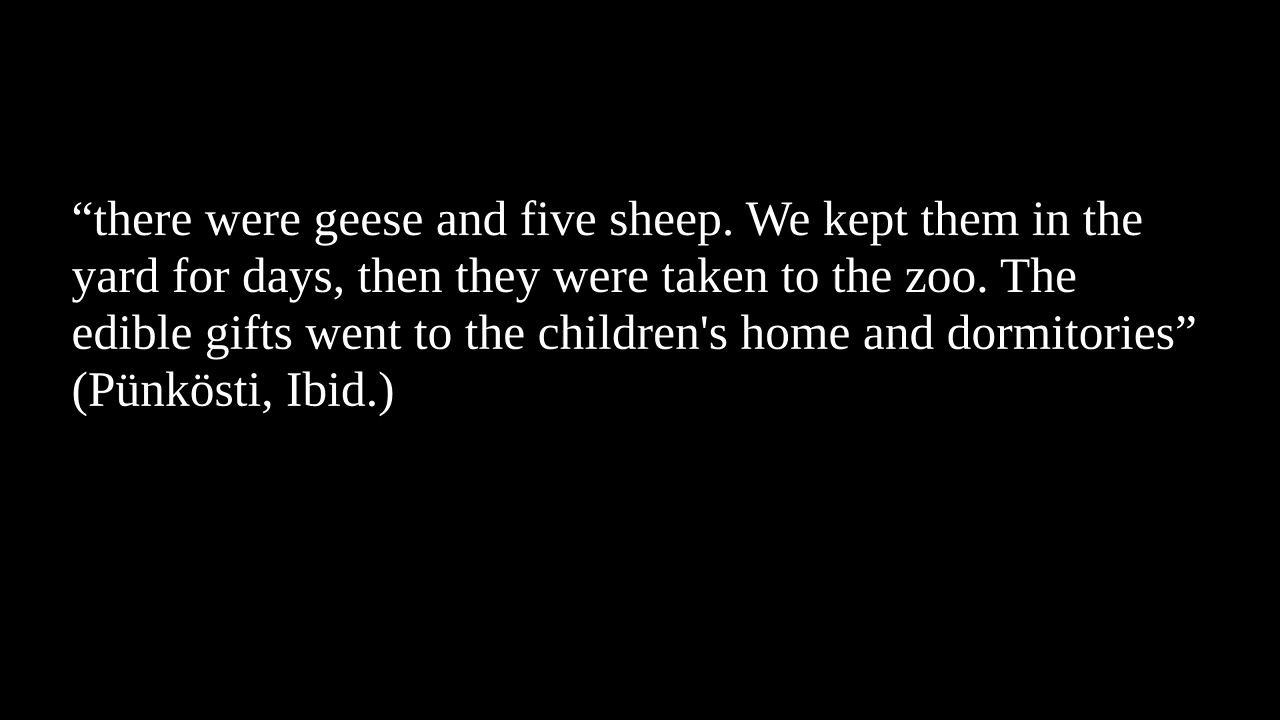 “there were geese and five sheep. We kept them in the
yard for days, then they were taken to the zoo. The
edible gifts went to the children's home and dormitories”
(Pünkösti, Ibid.)